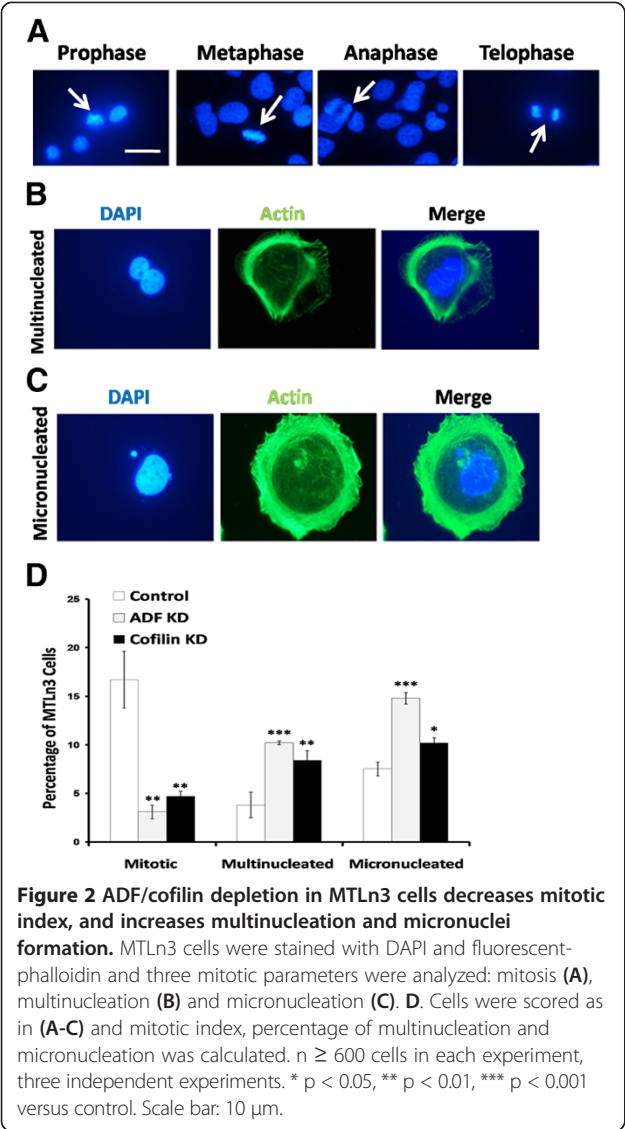 A
Prophase Metaphase Anaphase Telophase
B
DAPI Actin Merge
Multinucleated
C
DAPI Actin Merge
Micronucleated
D
25
20
15
10
5
0
Percentage of MTLn3 Cells
Control
ADF KD
Cofilin KD
** **
*** **
*** *
Mitotic Multinucleated Micronucleated
Figure 2 ADF/cofilin depletion in MTLn3 cells decreases mitotic
index, and increases multinucleation and micronuclei
formation. MTLn3 cells were stained with DAPI and fluorescent-
phalloidin and three mitotic parameters were analyzed: mitosis (A),
multinucleation (B) and micronucleation (C). D. Cells were scored as
in (A-C) and mitotic index, percentage of multinucleation and
micronucleation was calculated. n ≥ 600 cells in each experiment,
three independent experiments. * p < 0.05, ** p < 0.01, *** p < 0.001
versus control. Scale bar: 10 μm.